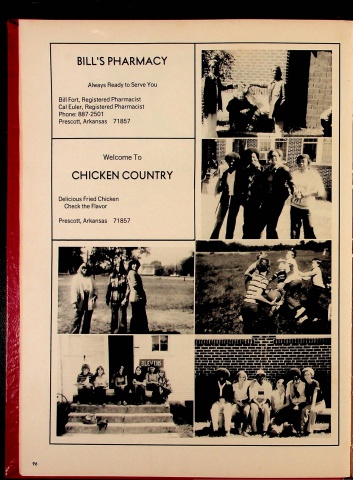 BILL'S PHARMACY
Always Ready to Serve You
Bill Fort, Registered Pharmacist
Cal Euler, Registered Pharmacist
Phone: 887-2501
Prescott, Arkansas 71857
Welcome To
CHICKEN COUNTRY
Delicious Fried Chicken
Check the Flavor
Prescott, Arkansas 71857
BLEVINS
96